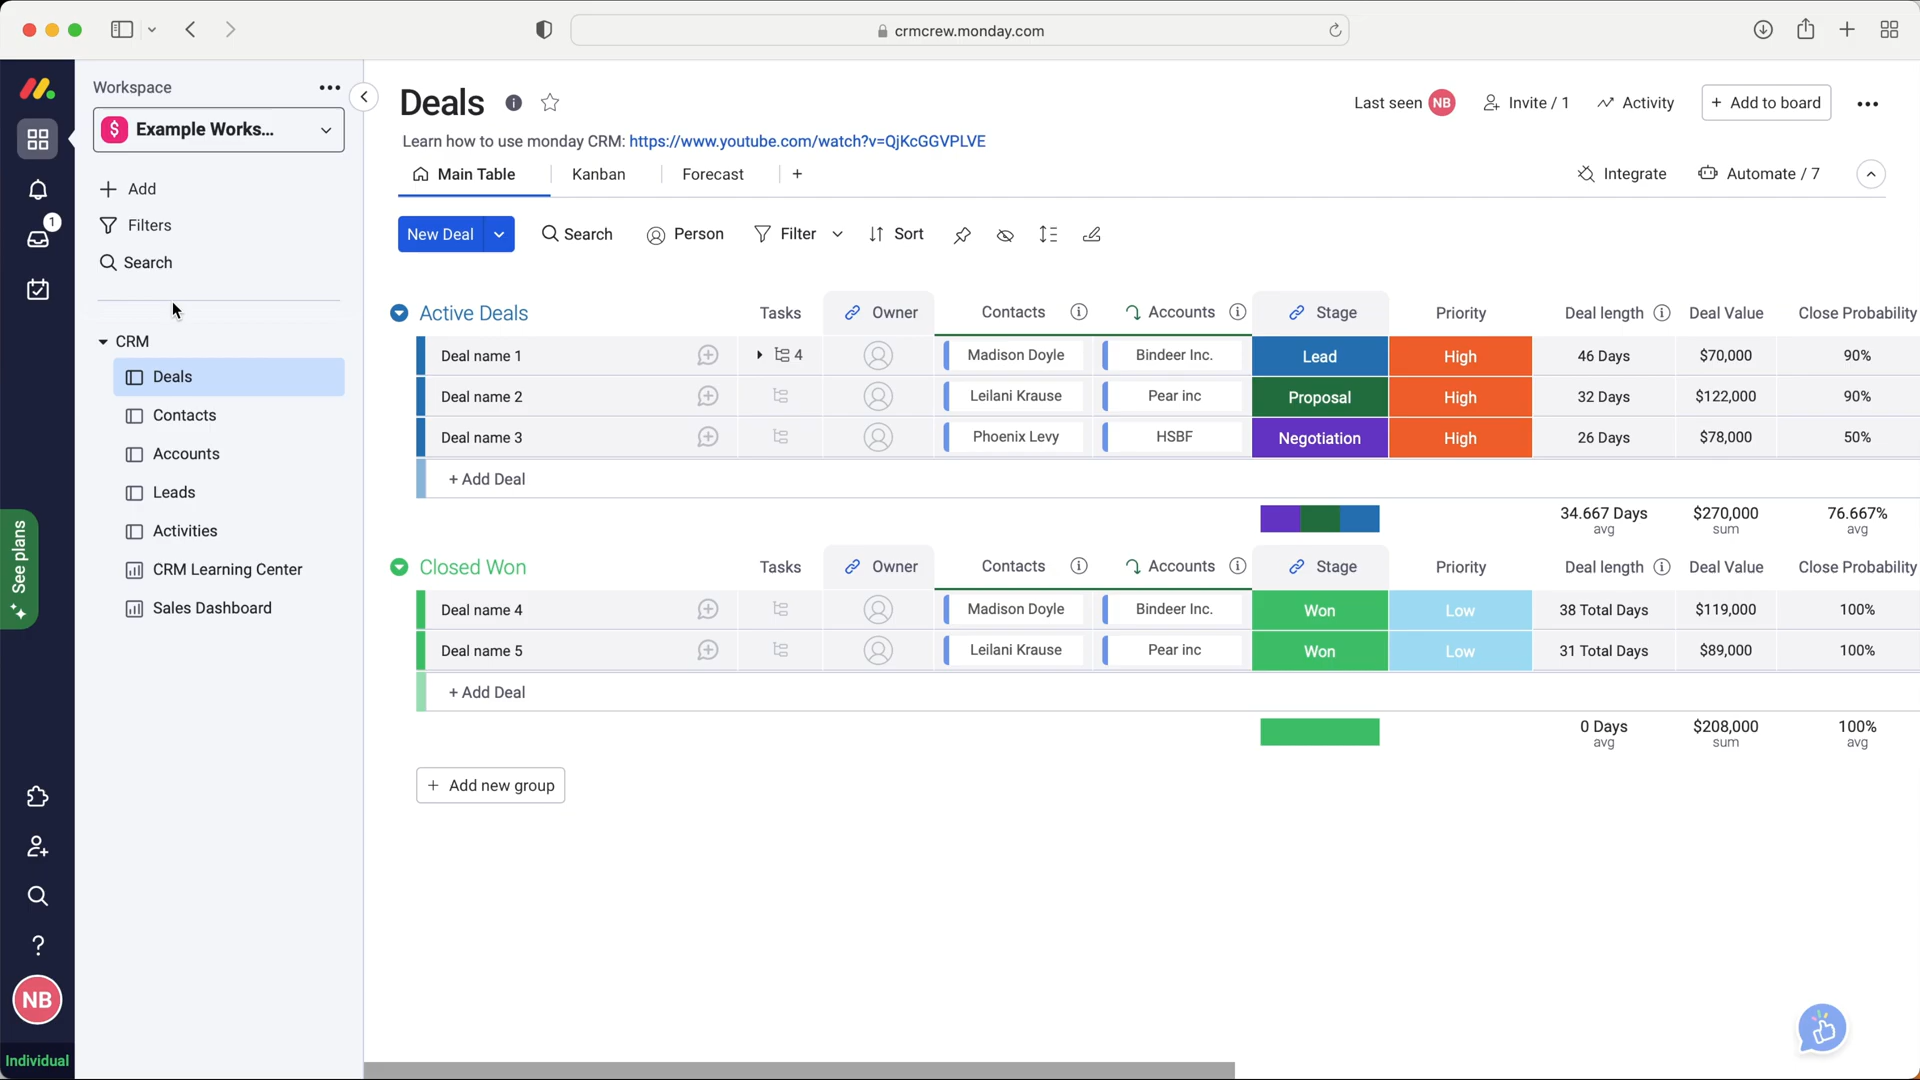 crmcrew.monday.com
Workspace
$ Example Works...
Add
Filters
Search
CRM
Deals
Contacts
Accounts
Leads
Activities
CRM Learning Center
Sales Dashboard
1
See plans
?
NB
Individual
Deals
Last seen NB Invite / 1 Activity + Add to board
Learn how to use monday CRM: https://www.youtube.com/watch?v=QjKcGGVPLVE
Main Table Kanban Forecast + Integrate Automate / 7
New Deal Search Person Filter Sort
Active Deals Tasks Owner Contacts Accounts Stage Priority Deal length Deal Value Close Probability
Deal name 1 4 Madison Doyle Bindeer Inc. Lead High 46 Days $70,000 90%
Deal name 2 Leilani Krause Pear inc Proposal High 32 Days $122,000 90%
Deal name 3 Phoenix Levy HSBF Negotiation High 26 Days $78,000 50%
+ Add Deal
34.667 Days $270,000 76.667%
avg sum avg
Closed Won Tasks Owner Contacts Accounts Stage Priority Deal length Deal Value Close Probability
Deal name 4 Madison Doyle Bindeer Inc. Won Low 38 Total Days $119,000 100%
Deal name 5 Leilani Krause Pear inc Won Low 31 Total Days $89,000 100%
+ Add Deal
0 Days $208,000 100%
avg sum avg
+ Add new group